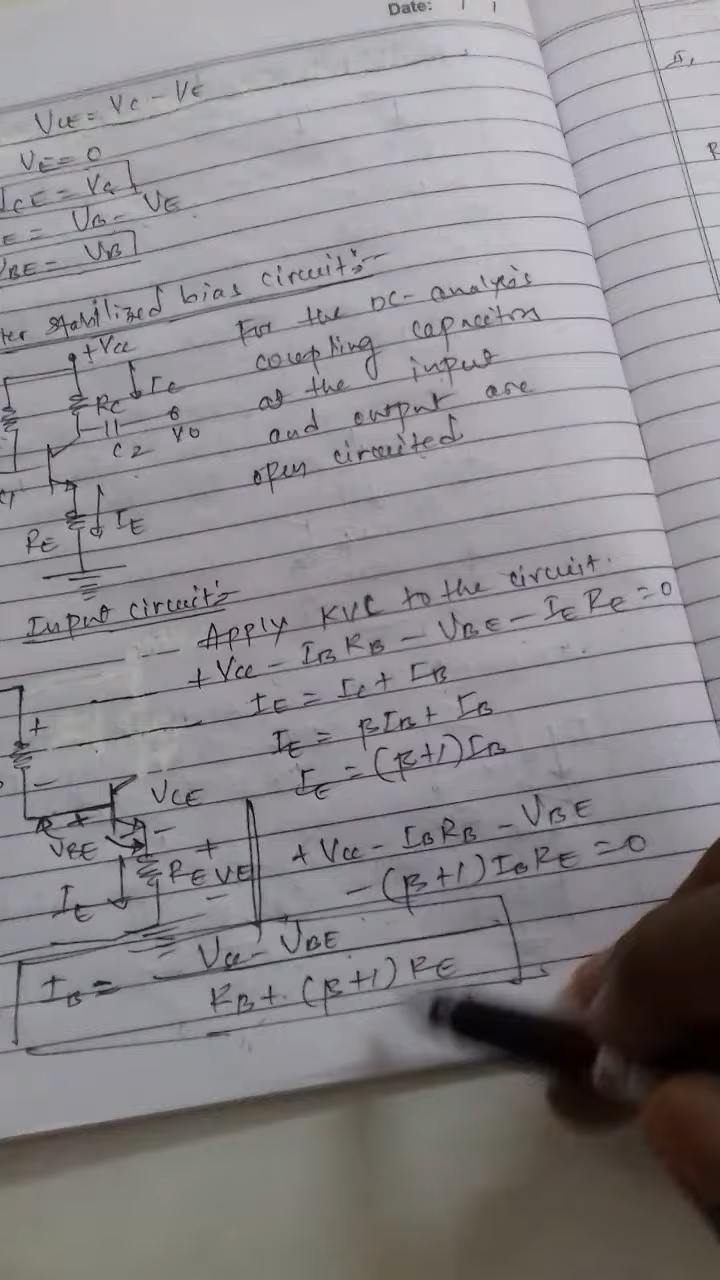 Date: / /
VCE = VC - VE
VE = 0
VCE = VC
E = VB - VE
VBE = VB
ter stabilized bias circuit:-
+VCC
For the DC-analysis
coupling capacitors
at the input
and output are
open circuited
IC
RC
C2 V0
C1
RE
IE
Input circuit:-
Apply KVL to the circuit.
+ VCC - IBRB - VBE - IERE = 0
IE = IC + IB
IE = βIB + IB
IE = (β+1)IB
+
-
VCE
+ -
VBE
+
RE VE
-
IE
+ VCC - IBRB - VBE
- (β+1)IBRE = 0
IB = VCC - VBE
RB + (β+1)RE